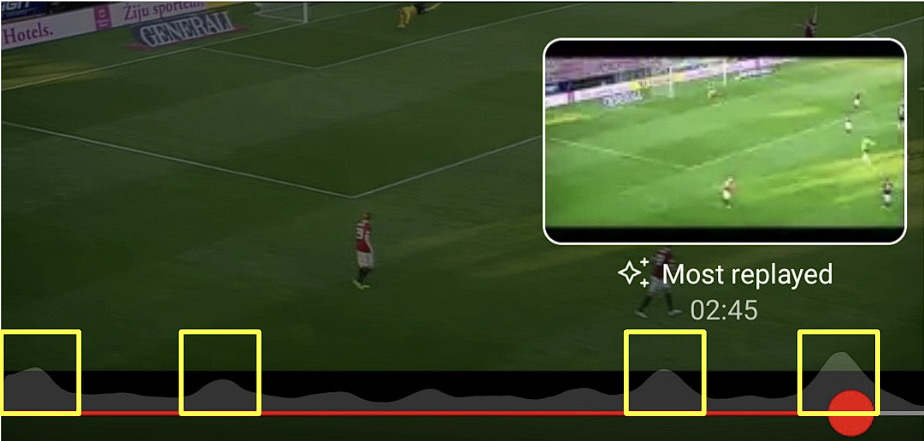 Žiju sportem
Hotels.
GENERALI
Most replayed
02:45